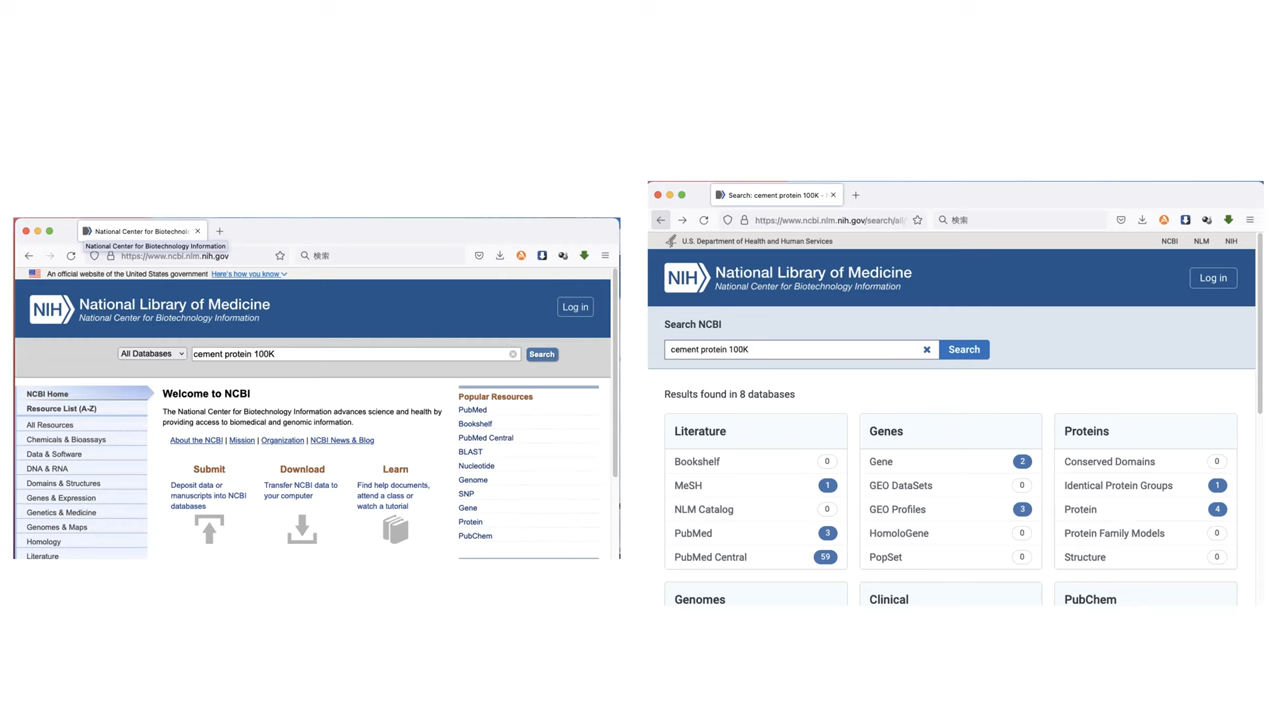 National Center for Biotechno
National Center for Biotechnology Information
https://www.ncbi.nlm.nih.gov
検索
An official website of the United States government Here's how you know
NIH
National Library of Medicine
National Center for Biotechnology Information
Log in
All Databases
cement protein 100K
Search
NCBI Home
Resource List (A-Z)
All Resources
Chemicals & Bioassays
Data & Software
DNA & RNA
Domains & Structures
Genes & Expression
Genetics & Medicine
Genomes & Maps
Homology
Literature
Welcome to NCBI
The National Center for Biotechnology Information advances science and health by
providing access to biomedical and genomic information.
About the NCBI | Mission | Organization | NCBI News & Blog
Submit
Deposit data or
manuscripts into NCBI
databases
Download
Transfer NCBI data to
your computer
Learn
Find help documents,
attend a class or
watch a tutorial
Popular Resources
PubMed
Bookshelf
PubMed Central
BLAST
Nucleotide
Genome
SNP
Gene
Protein
PubChem
Search: cement protein 100K -
https://www.ncbi.nlm.nih.gov/search/all
検索
U.S. Department of Health and Human Services
NCBI NLM NIH
NIH
National Library of Medicine
National Center for Biotechnology Information
Log in
Search NCBI
cement protein 100K
Search
Results found in 8 databases
Literature
Bookshelf 0
MeSH 1
NLM Catalog 0
PubMed 3
PubMed Central 59
Genes
Gene 2
GEO DataSets 0
GEO Profiles 3
HomoloGene 0
PopSet 0
Proteins
Conserved Domains 0
Identical Protein Groups 1
Protein 4
Protein Family Models 0
Structure 0
Genomes
Clinical
PubChem